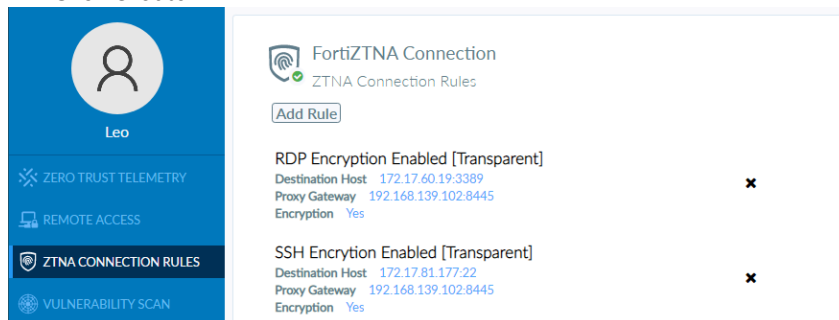 Leo
ZERO TRUST TELEMETRY
REMOTE ACCESS
ZTNA CONNECTION RULES
VULNERABILITY SCAN
FortiZTNA Connection
ZTNA Connection Rules
Add Rule
RDP Encryption Enabled [Transparent]
Destination Host 172.17.60.19:3389
Proxy Gateway 192.168.139.102:8445
Encryption Yes
SSH Encrytion Enabled [Transparent]
Destination Host 172.17.81.177:22
Proxy Gateway 192.168.139.102:8445
Encryption Yes